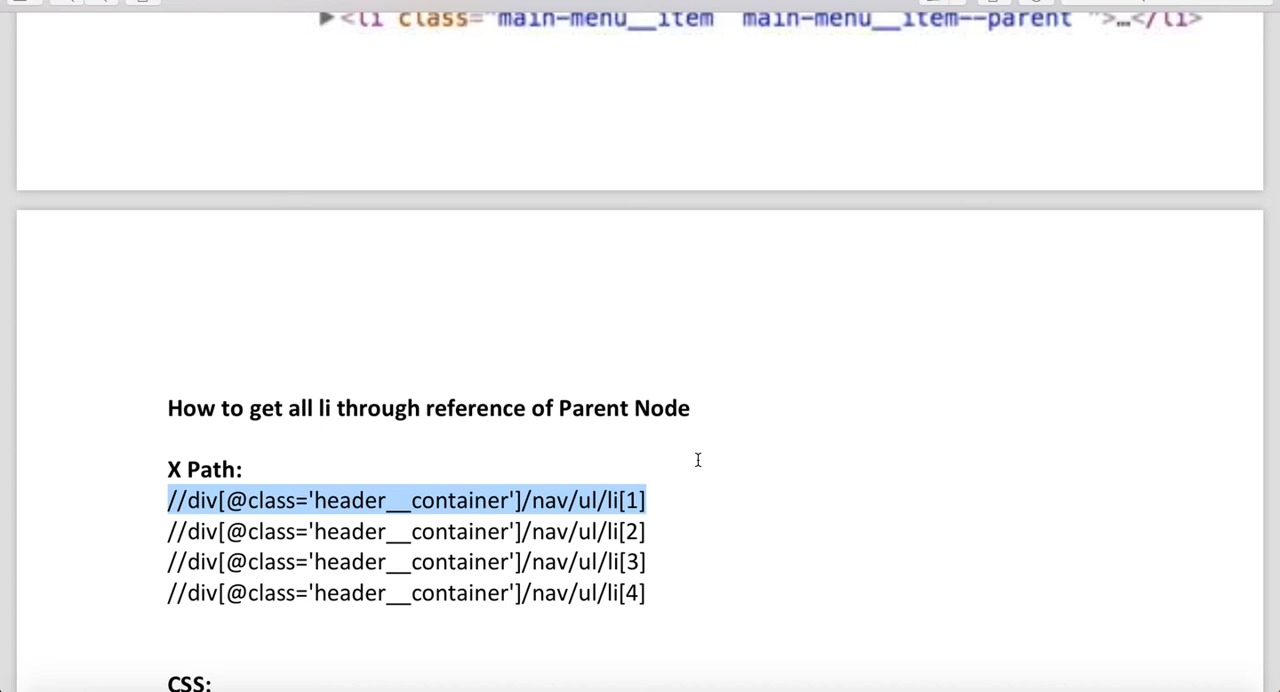 ▶<li class="main-menu__item  main-menu__item--parent ">…</li>
How to get all li through reference of Parent Node
X Path:
//div[@class='header__container']/nav/ul/li[1]
//div[@class='header__container']/nav/ul/li[2]
//div[@class='header__container']/nav/ul/li[3]
//div[@class='header__container']/nav/ul/li[4]
CSS: